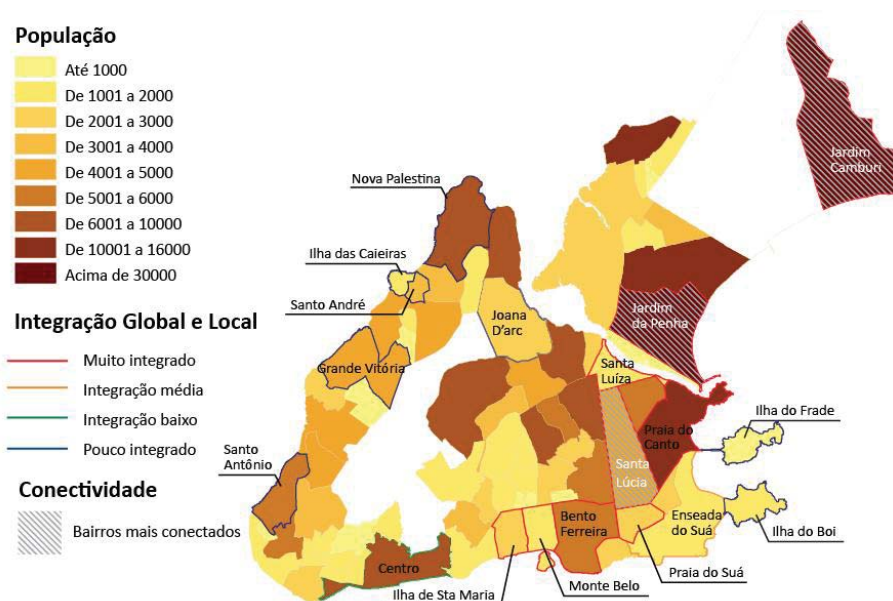 População
Até 1000
De 1001 a 2000
De 2001 a 3000
De 3001 a 4000
De 4001 a 5000
De 5001 a 6000
De 6001 a 10000
De 10001 a 16000
Acima de 30000
Integração Global e Local
Muito integrado
Integração média
Integração baixo
Pouco integrado
Conectividade
Bairros mais conectados
Jardim
Camburi
Nova Palestina
Ilha das Caieiras
Santo André
Joana
D'arc
Jardim
da Penha
Grande Vitória
Santa
Luíza
Ilha do Frade
Praia do
Canto
Santo
Antônio
Santa
Lúcia
Bento
Ferreira
Enseada
do Suá
Ilha do Boi
Centro
Praia do Suá
Monte Belo
Ilha de Sta Maria